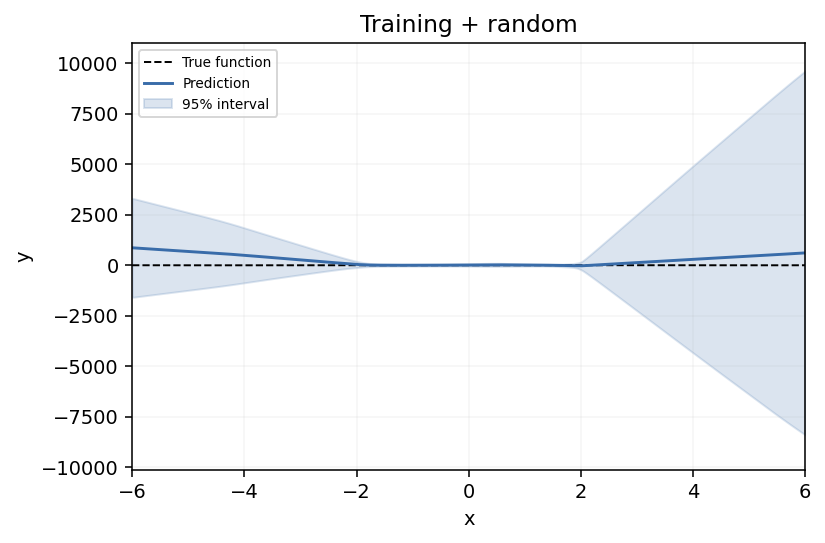 Training + random
True function
Prediction
95% interval
10000
7500
5000
2500
0
−2500
−5000
−7500
−10000
y
−6 −4 −2 0 2 4 6
x